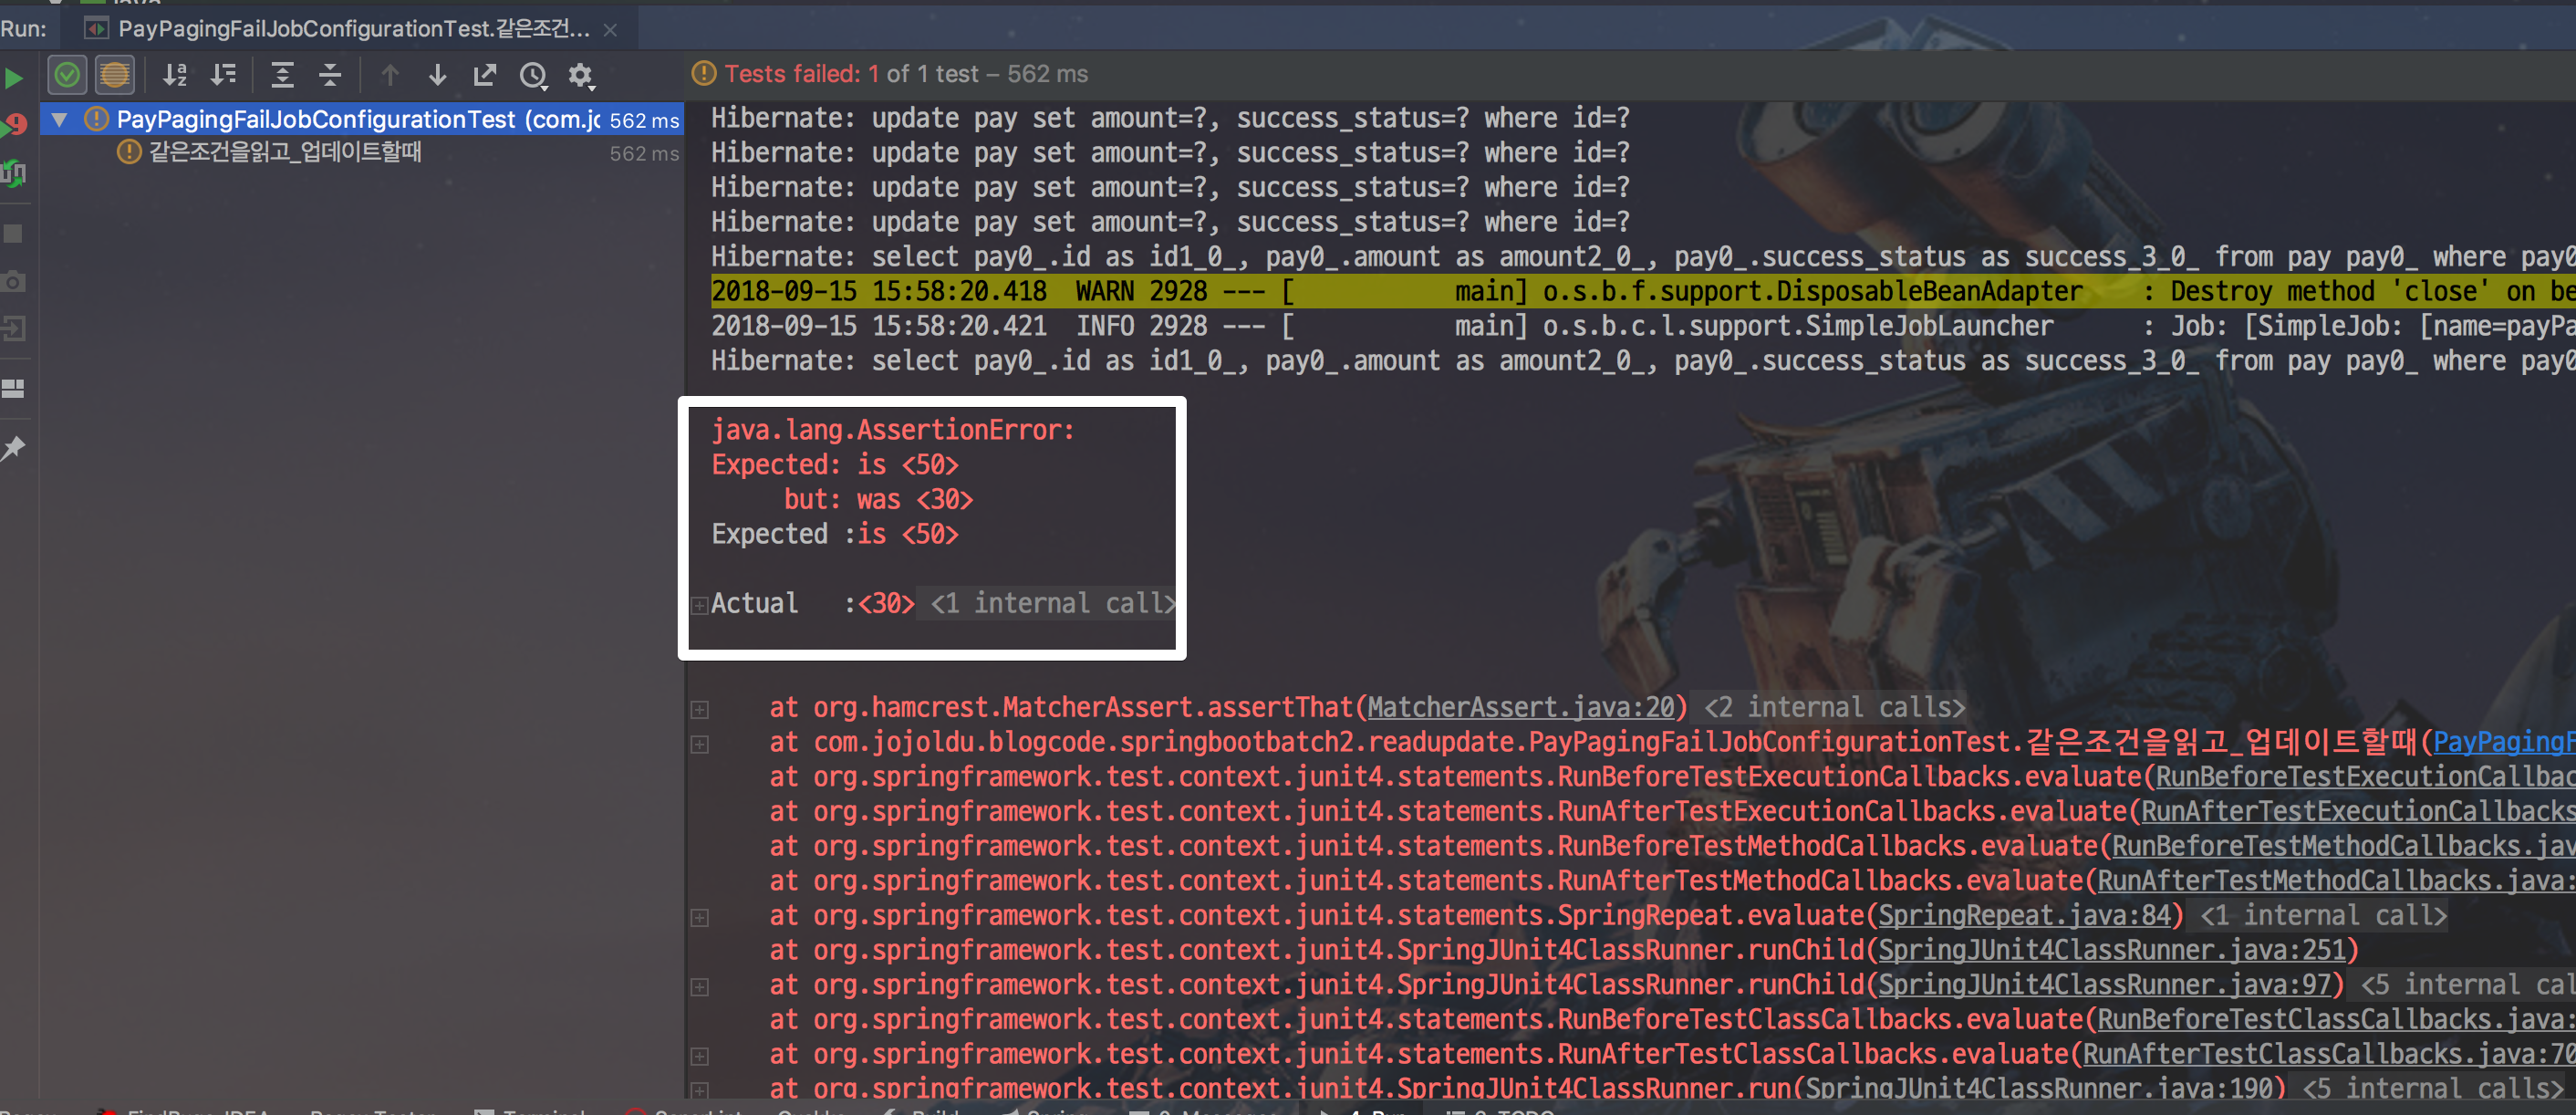 Run:
PayPagingFailJobConfigurationTest.같은조건...
Tests failed: 1 of 1 test – 562 ms
PayPagingFailJobConfigurationTest (com.jc 562 ms
같은조건을읽고_업데이트할때 562 ms
Hibernate: update pay set amount=?, success_status=? where id=?
Hibernate: update pay set amount=?, success_status=? where id=?
Hibernate: update pay set amount=?, success_status=? where id=?
Hibernate: update pay set amount=?, success_status=? where id=?
Hibernate: select pay0_.id as id1_0_, pay0_.amount as amount2_0_, pay0_.success_status as success_3_0_ from pay pay0_ where pay0
2018-09-15 15:58:20.418  WARN 2928 --- [           main] o.s.b.f.support.DisposableBeanAdapter    : Destroy method 'close' on be
2018-09-15 15:58:20.421  INFO 2928 --- [           main] o.s.b.c.l.support.SimpleJobLauncher      : Job: [SimpleJob: [name=payPa
Hibernate: select pay0_.id as id1_0_, pay0_.amount as amount2_0_, pay0_.success_status as success_3_0_ from pay pay0_ where pay0
java.lang.AssertionError:
Expected: is <50>
     but: was <30>
Expected :is <50>
Actual   :<30> <1 internal call>
at org.hamcrest.MatcherAssert.assertThat(MatcherAssert.java:20) <2 internal calls>
at com.jojoldu.blogcode.springbootbatch2.readupdate.PayPagingFailJobConfigurationTest.같은조건을읽고_업데이트할때(PayPagingF
at org.springframework.test.context.junit4.statements.RunBeforeTestExecutionCallbacks.evaluate(RunBeforeTestExecutionCallbac
at org.springframework.test.context.junit4.statements.RunAfterTestExecutionCallbacks.evaluate(RunAfterTestExecutionCallbacks
at org.springframework.test.context.junit4.statements.RunBeforeTestMethodCallbacks.evaluate(RunBeforeTestMethodCallbacks.jav
at org.springframework.test.context.junit4.statements.RunAfterTestMethodCallbacks.evaluate(RunAfterTestMethodCallbacks.java:
at org.springframework.test.context.junit4.statements.SpringRepeat.evaluate(SpringRepeat.java:84) <1 internal call>
at org.springframework.test.context.junit4.SpringJUnit4ClassRunner.runChild(SpringJUnit4ClassRunner.java:251)
at org.springframework.test.context.junit4.SpringJUnit4ClassRunner.runChild(SpringJUnit4ClassRunner.java:97) <5 internal cal
at org.springframework.test.context.junit4.statements.RunBeforeTestClassCallbacks.evaluate(RunBeforeTestClassCallbacks.java:
at org.springframework.test.context.junit4.statements.RunAfterTestClassCallbacks.evaluate(RunAfterTestClassCallbacks.java:70
at org.springframework.test.context.junit4.SpringJUnit4ClassRunner.run(SpringJUnit4ClassRunner.java:190) <5 internal calls>